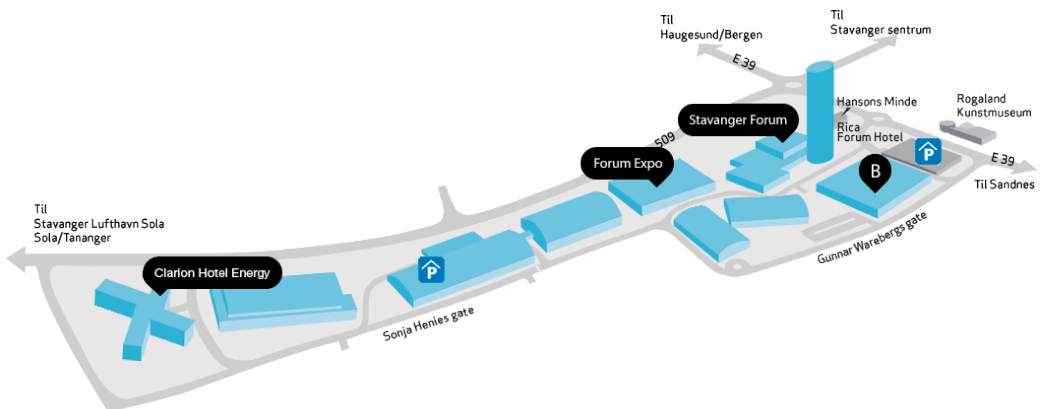 Til
Haugesund/Bergen
Til
Stavanger sentrum
E 39
Hansons Minde
Rogaland
Kunstmuseum
Stavanger Forum
Rica
Forum Hotel
509
P
E 39
Forum Expo
B
Til Sandnes
Til
Stavanger Lufthavn Sola
Sola/Tananger
Gunnar Warebergs gate
Clarion Hotel Energy
P
Sonja Henies gate